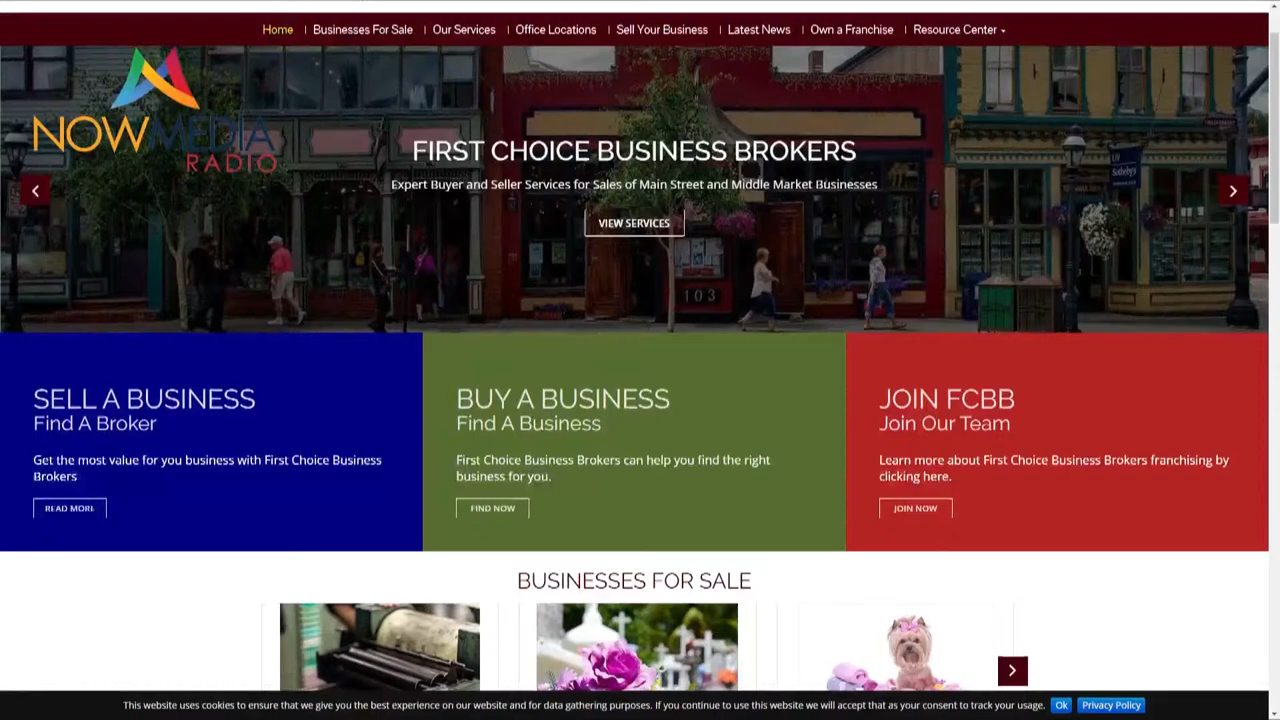 Home
Businesses For Sale
Our Services
Office Locations
Sell Your Business
Latest News
Own a Franchise
Resource Center
NOWMEDIA
RADIO
FIRST CHOICE BUSINESS BROKERS
Expert Buyer and Seller Services for Sales of Main Street and Middle Market Businesses
VIEW SERVICES
UV
Sotheby's
103
SELL A BUSINESS
Find A Broker
Get the most value for you business with First Choice Business
Brokers
READ MORE
BUY A BUSINESS
Find A Business
First Choice Business Brokers can help you find the right
business for you.
FIND NOW
JOIN FCBB
Join Our Team
Learn more about First Choice Business Brokers franchising by
clicking here.
JOIN NOW
BUSINESSES FOR SALE
This website uses cookies to ensure that we give you the best experience on our website and for data gathering purposes. If you continue to use this website we will accept that as your consent to track your usage.
Ok
Privacy Policy